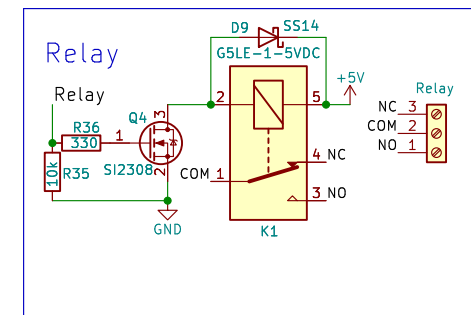 D9 SS14
Relay
G5LE-1-5VDC
+5V
Relay
Relay
2
5
NC 3
Q4
3
COM 2
R36
1
330
NO 1
4 NC
10k
R35
SI2308
2
COM 1
3 NO
GND
K1